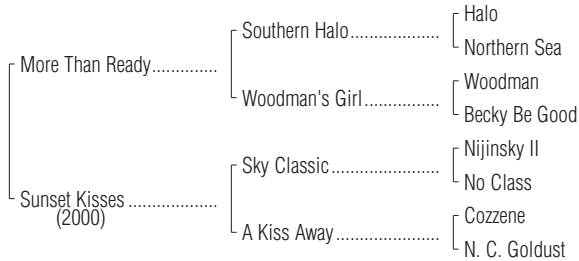 Halo
Southern Halo
Northern Sea
More Than Ready
Woodman
Woodman's Girl
Becky Be Good
Nijinsky II
Sky Classic
No Class
Sunset Kisses
(2000)
Cozzene
A Kiss Away
N. C. Goldust